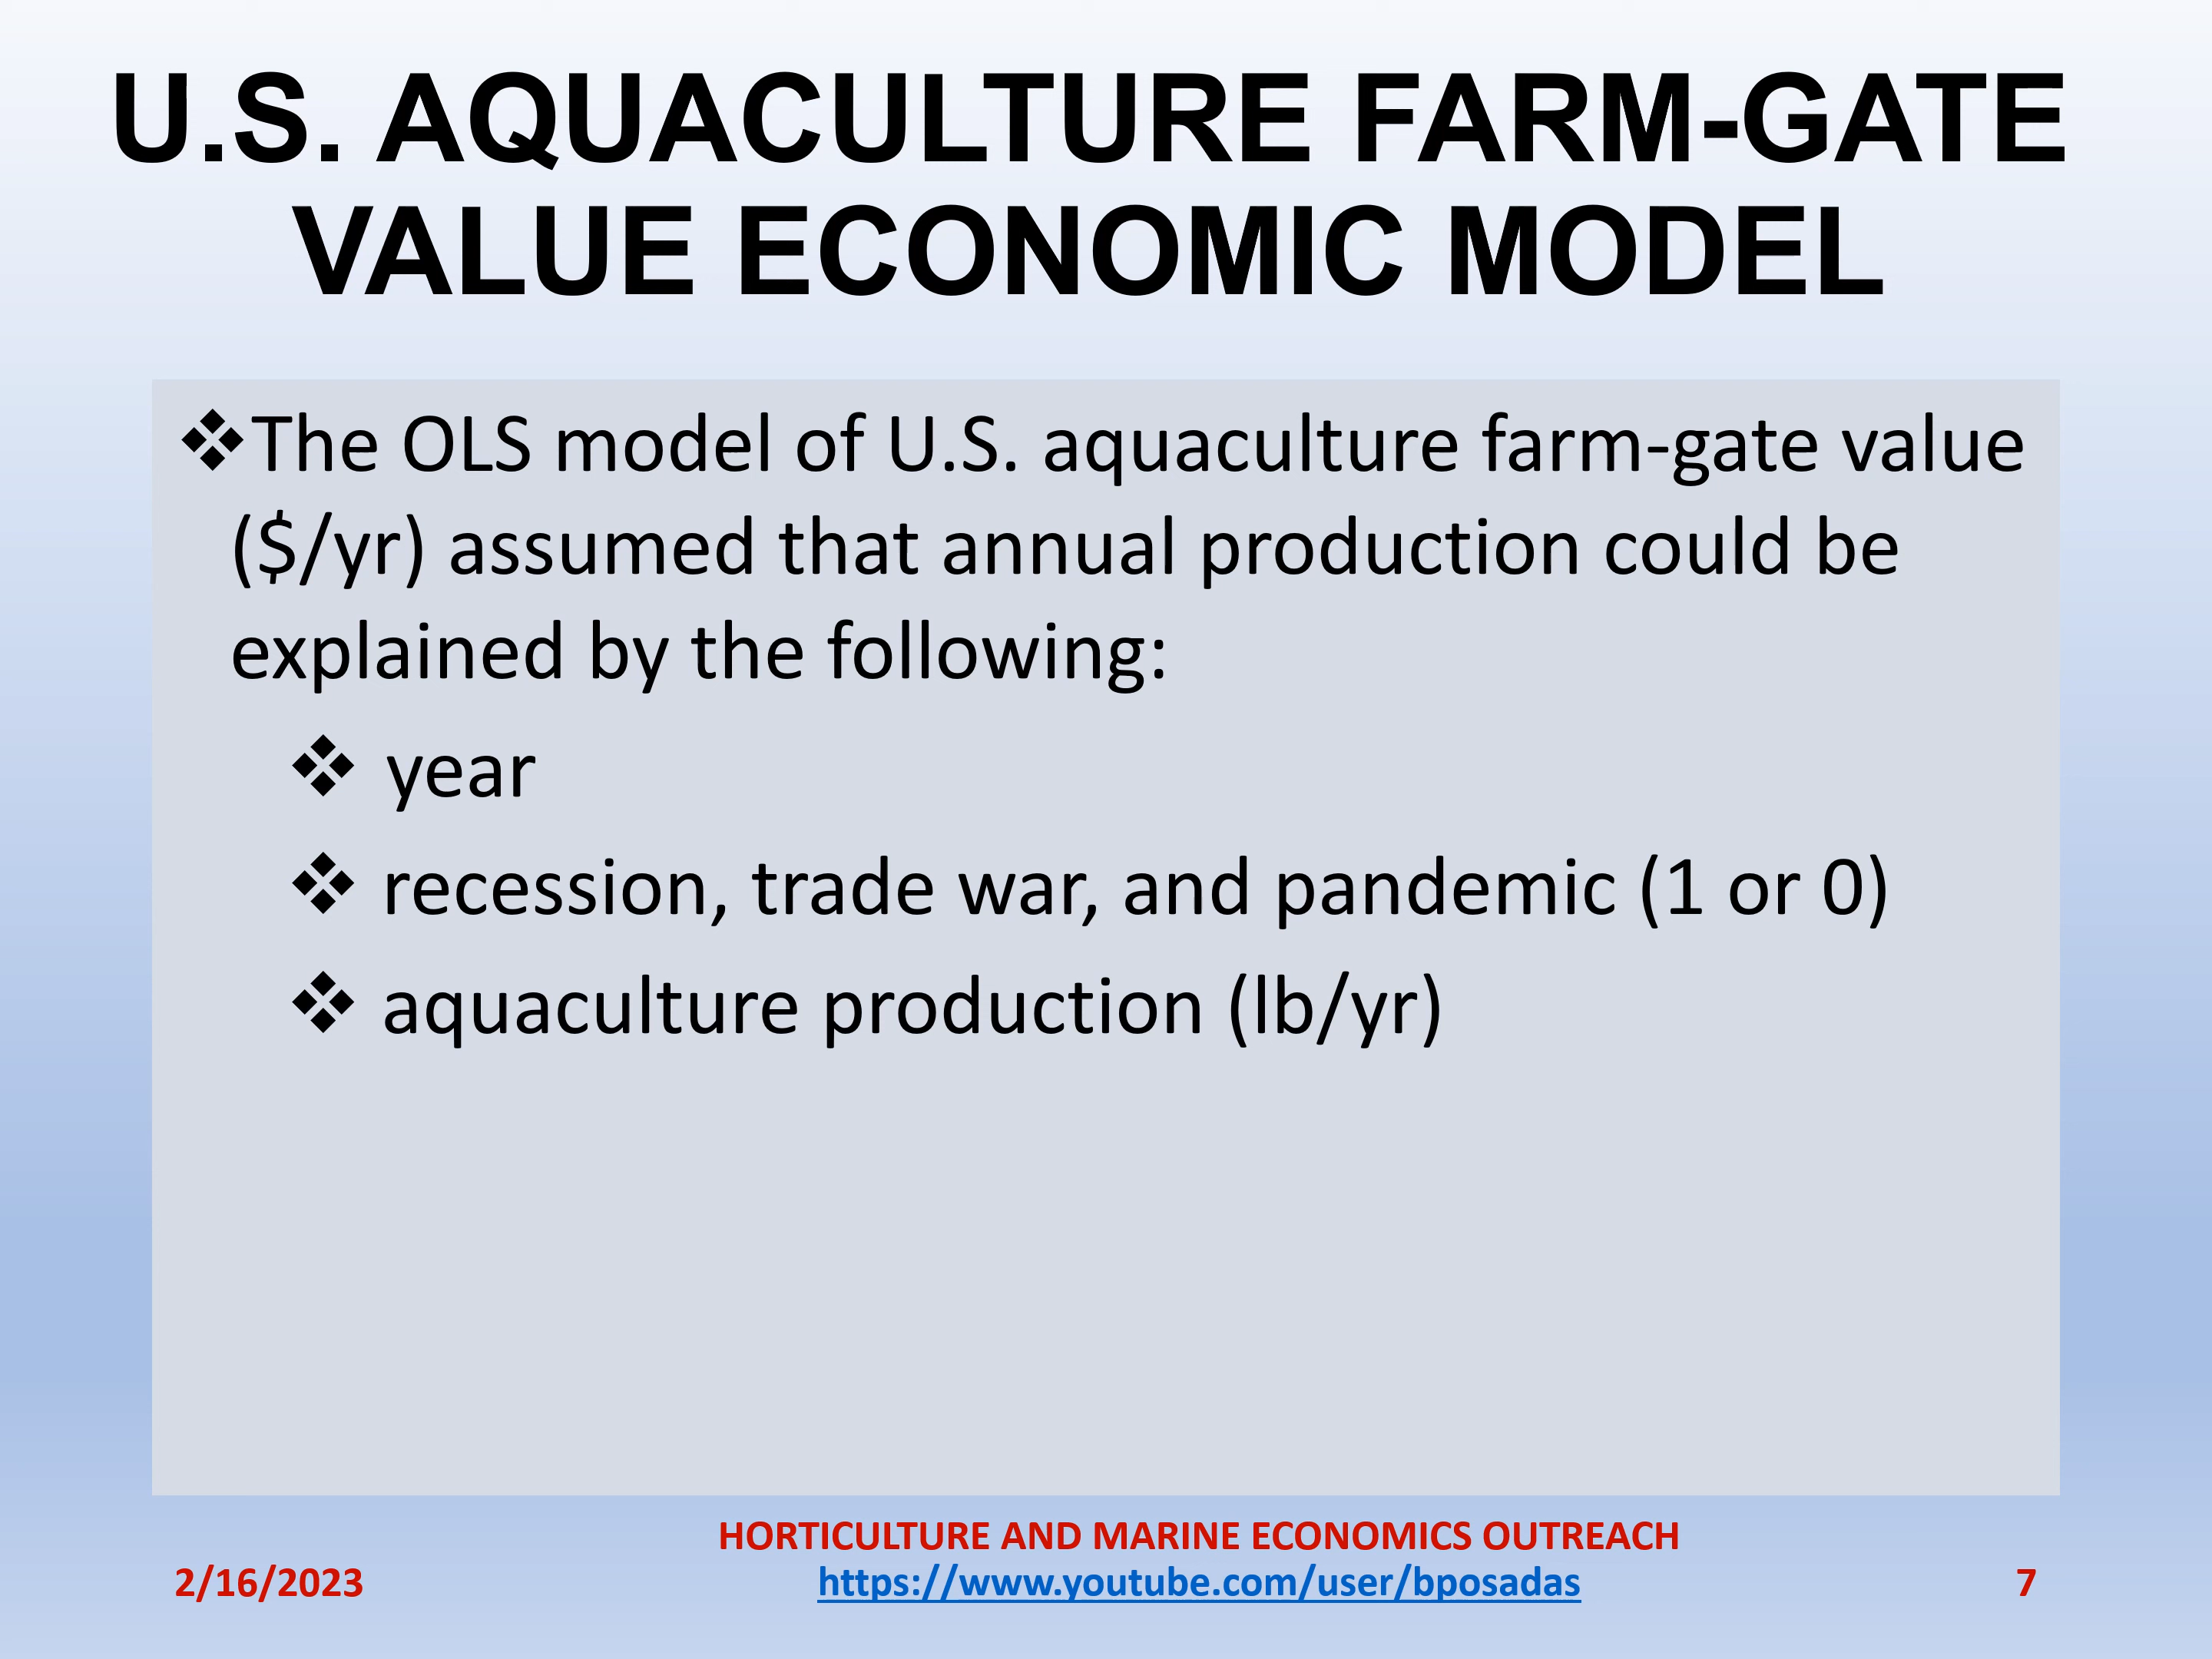 U.S. AQUACULTURE FARM-GATE
VALUE ECONOMIC MODEL
❖The OLS model of U.S. aquaculture farm-gate value
($/yr) assumed that annual production could be
explained by the following:
❖ year
❖ recession, trade war, and pandemic (1 or 0)
❖ aquaculture production (lb/yr)
HORTICULTURE AND MARINE ECONOMICS OUTREACH
2/16/2023 https://www.youtube.com/user/bposadas 7